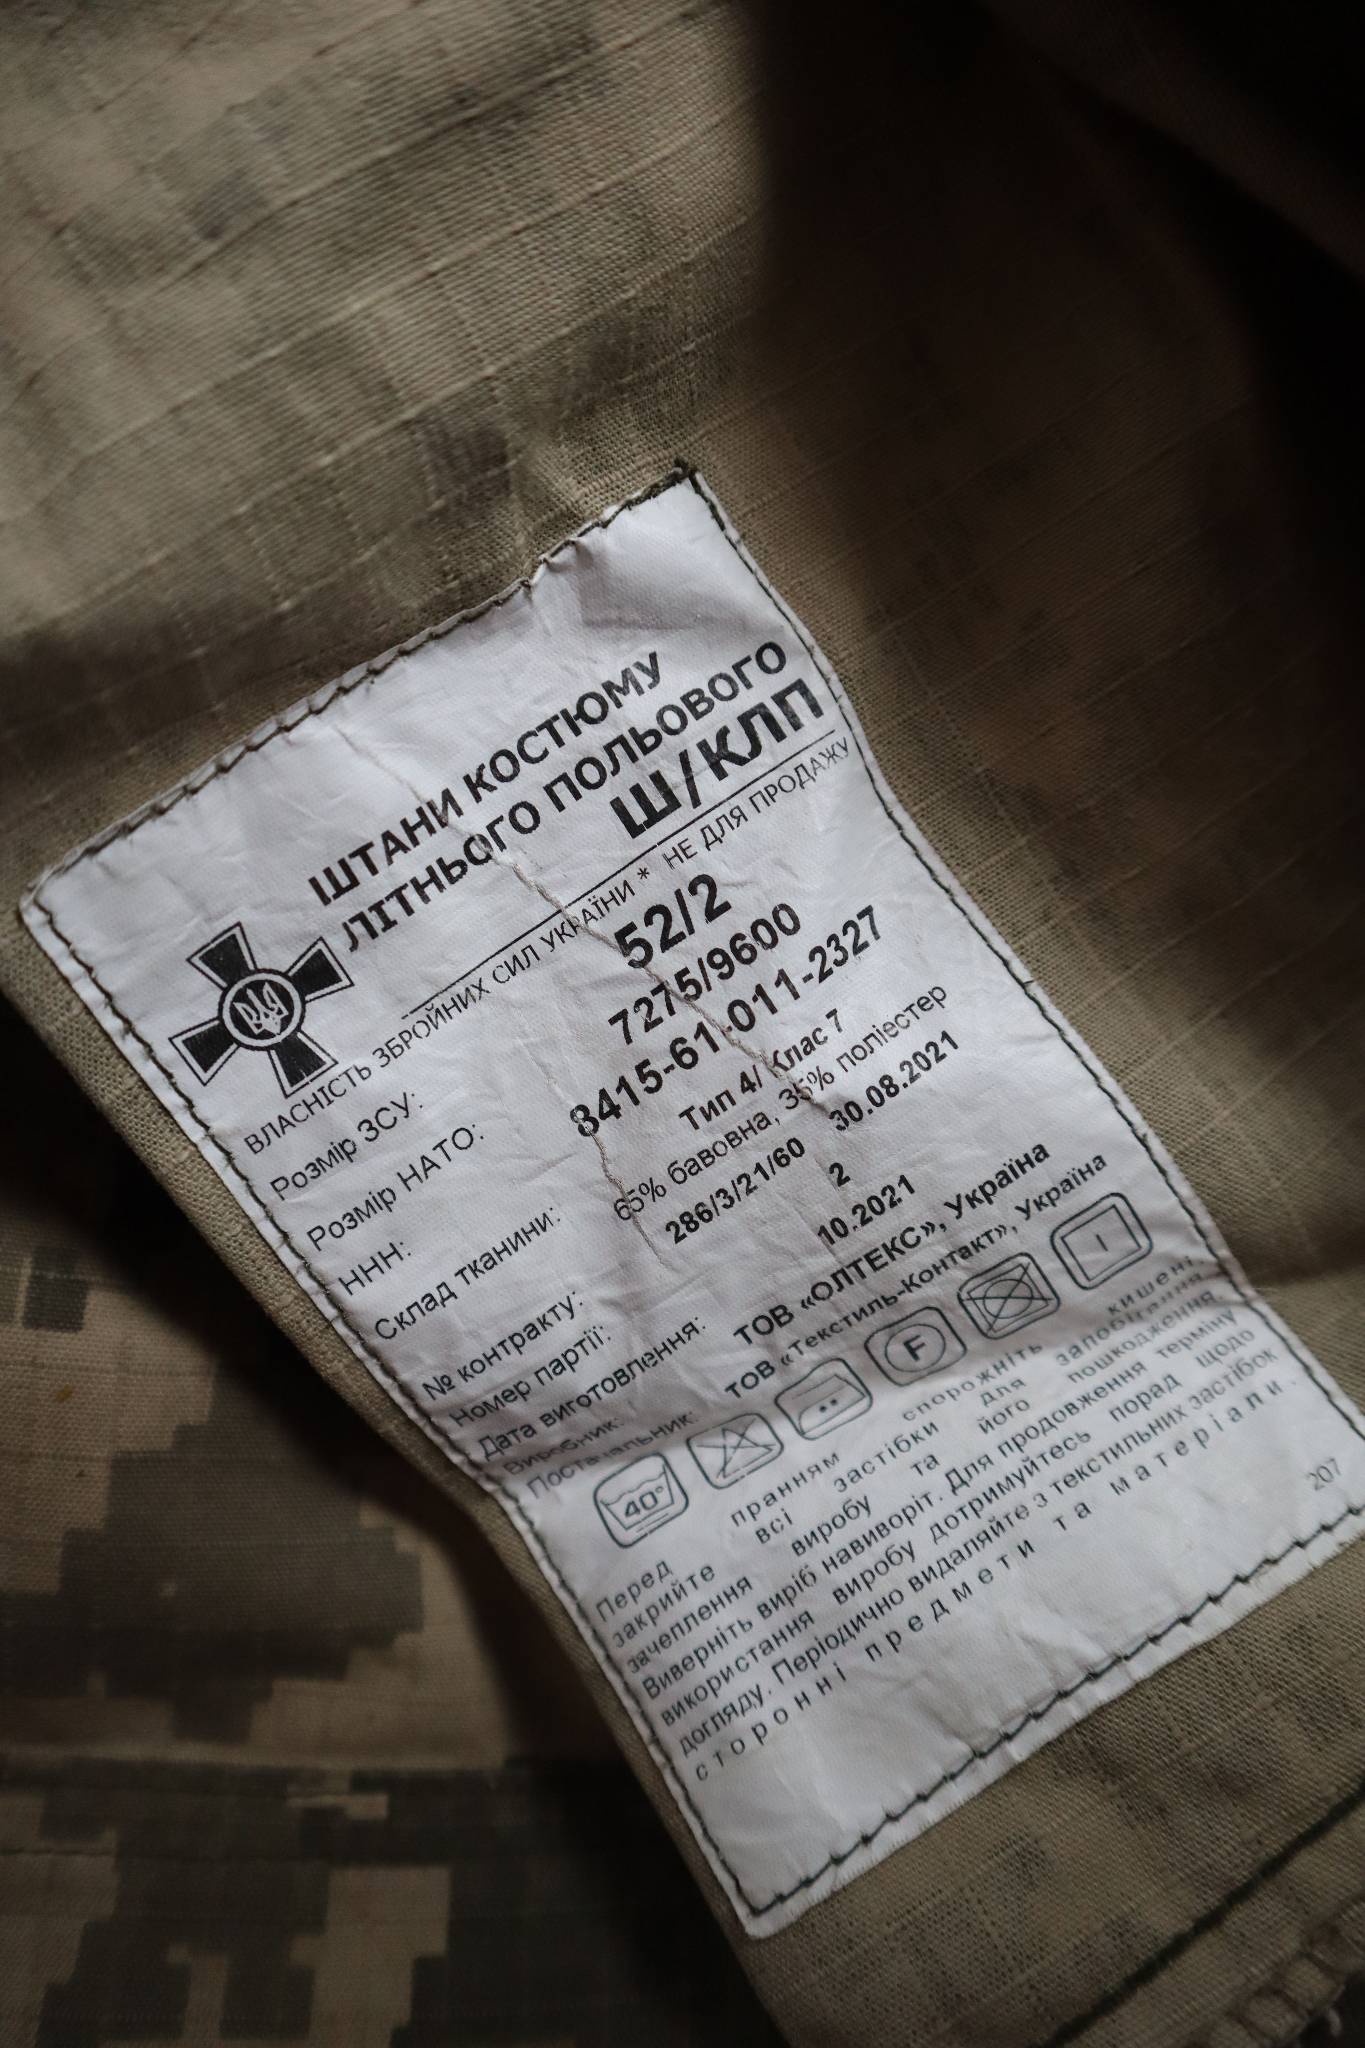 ШТАНИ КОСТЮМУ
ЛІТНЬОГО ПОЛЬОВОГО
Ш/КЛП
ВЛАСНІСТЬ ЗБРОЙНИХ СИЛ УКРАЇНИ * НЕ ДЛЯ ПРОДАЖУ
Розмір ЗСУ: 52/2
Розмір НАТО: 7275/9600
ННН: 8415-61-011-2327
Тип 4/ Клас 7
Склад тканини: 65% бавовна, 35% поліестер
№ контракту: 286/3/21/60 30.08.2021
Номер партії: 2
Дата виготовлення: 10.2021
Виробник: ТОВ «ОЛТЕКС», Україна
Постачальник: ТОВ «Текстиль-Контакт», Україна
40° F I
Перед пранням спорожніть кишені,
закрийте всі застібки для запобігання
зачеплення виробу та його пошкодження.
Виверніть виріб навиворіт. Для продовження терміну
використання виробу дотримуйтесь порад щодо
догляду. Періодично видаляйте з текстильних застібок
сторонні предмети та матеріали.
207